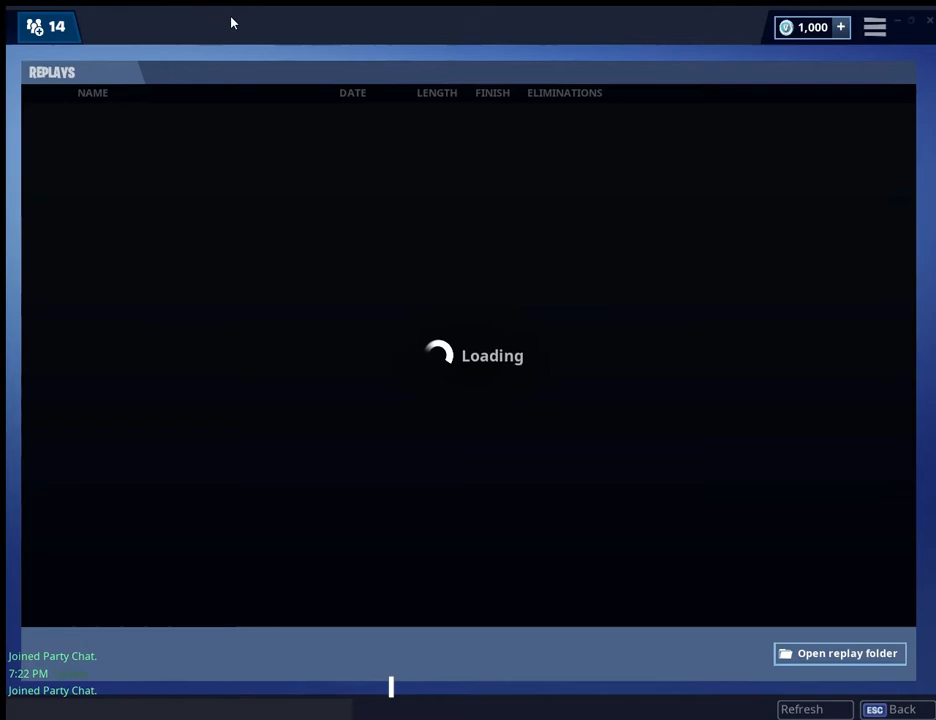 14
1,000 +
REPLAYS
NAME DATE LENGTH FINISH ELIMINATIONS
Loading
Open replay folder
Joined Party Chat.
7:22 PM
Joined Party Chat.
Refresh
ESC Back